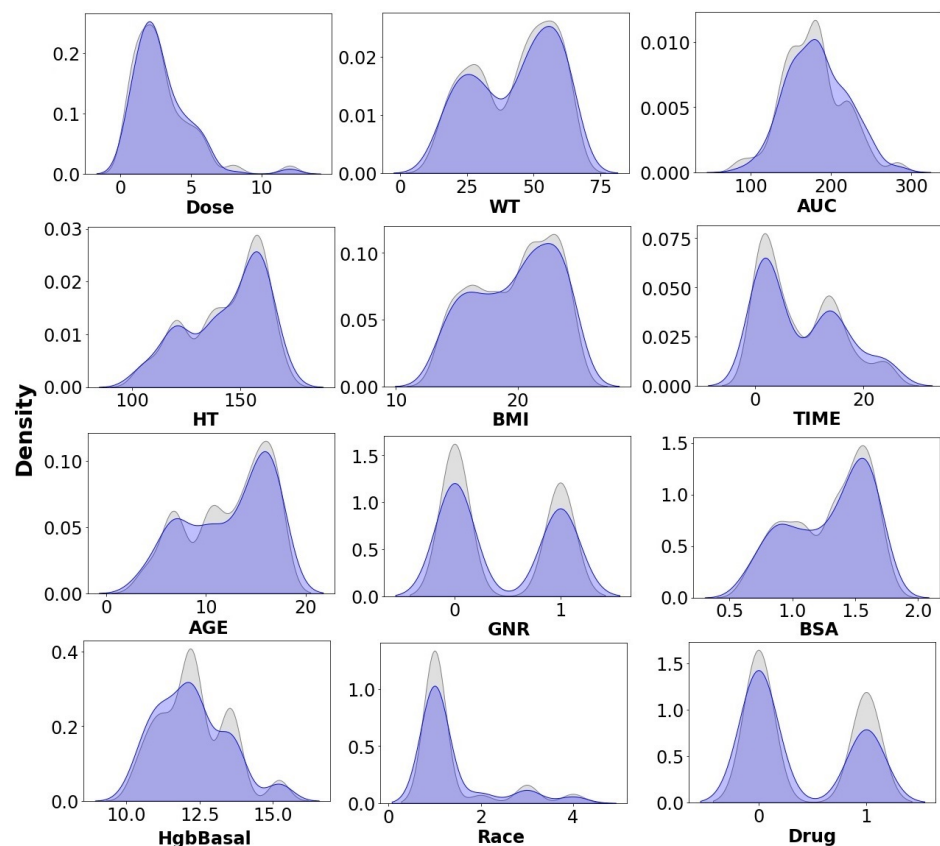 0.2
0.1
0.0
0 5 10
Dose
0.02
0.01
0.00
0 25 50 75
WT
0.010
0.005
0.000
100 200 300
AUC
0.03
0.02
0.01
0.00
100 150
HT
0.10
0.05
0.00
10 20
BMI
0.075
0.050
0.025
0.000
0 20
TIME
Density
0.10
0.05
0.00
0 10 20
AGE
1.5
1.0
0.5
0.0
0 1
GNR
1.5
1.0
0.5
0.0
0.5 1.0 1.5 2.0
BSA
0.4
0.2
0.0
10.0 12.5 15.0
HgbBasal
1.0
0.5
0.0
0 2 4
Race
1.5
1.0
0.5
0.0
0 1
Drug